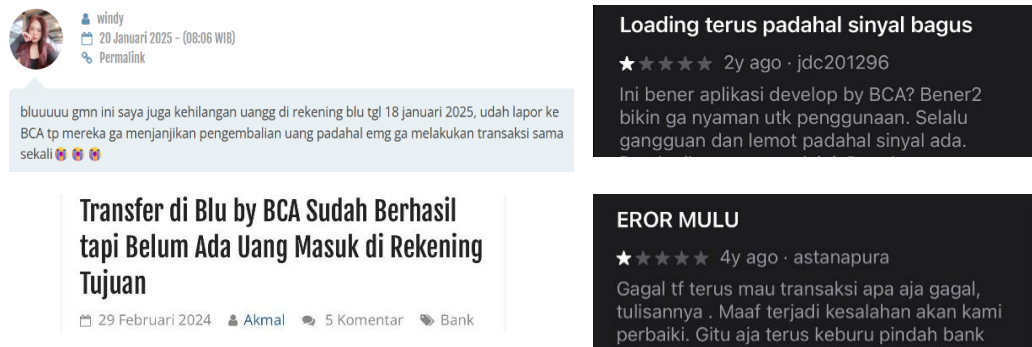 windy
20 Januari 2025 - (08:06 WIB)
Permalink
bluuuuu gmn ini saya juga kehilangan uangg di rekening blu tgl 18 januari 2025, udah lapor ke
BCA tp mereka ga menjanjikan pengembalian uang padahal emg ga melakukan transaksi sama
sekali😭 😭 😭
Transfer di Blu by BCA Sudah Berhasil
tapi Belum Ada Uang Masuk di Rekening
Tujuan
29 Februari 2024 Akmal 5 Komentar Bank
Loading terus padahal sinyal bagus
★★★★★ 2y ago · jdc201296
Ini bener aplikasi develop by BCA? Bener2
bikin ga nyaman utk penggunaan. Selalu
gangguan dan lemot padahal sinyal ada.
EROR MULU
★★★★★ 4y ago · astanapura
Gagal tf terus mau transaksi apa aja gagal,
tulisannya . Maaf terjadi kesalahan akan kami
perbaiki. Gitu aja terus keburu pindah bank